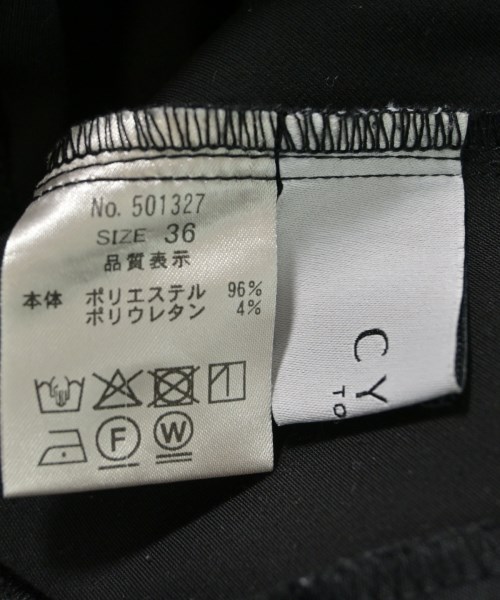 No. 501327
SIZE 36
品質表示
本体 ポリエステル 96%
ポリウレタン 4%
F W
C Y
TO